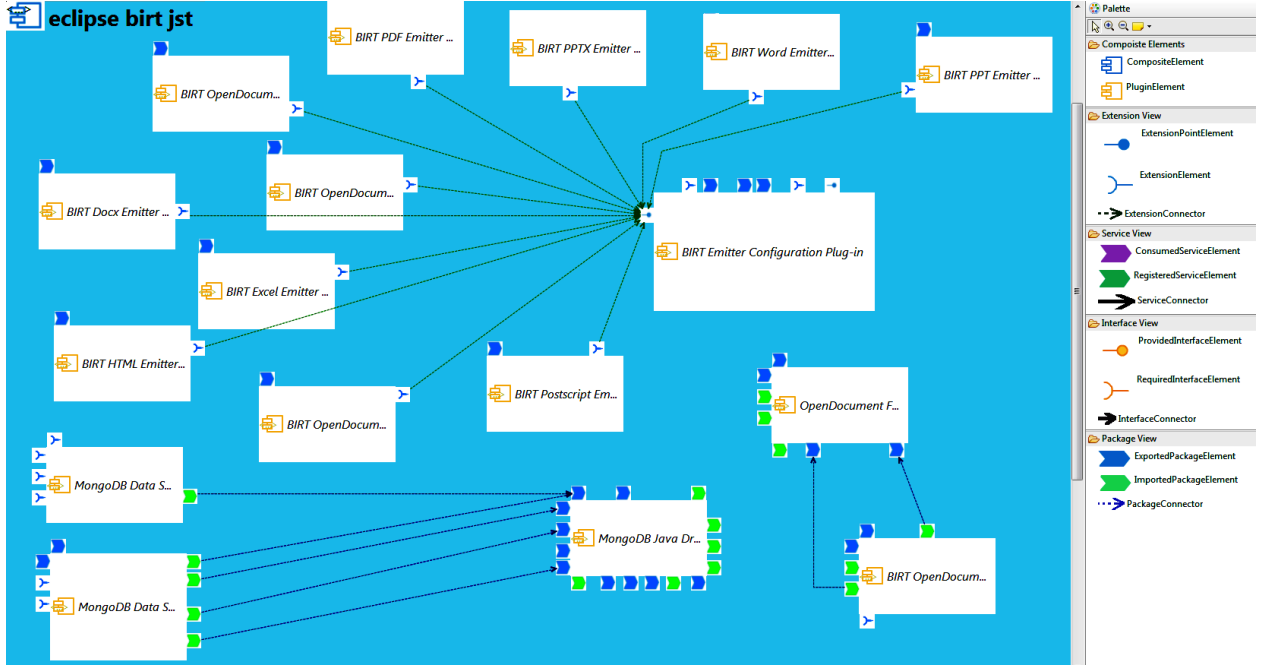 eclipse birt jst
BIRT PDF Emitter ...
BIRT PPTX Emitter ...
BIRT Word Emitter...
BIRT PPT Emitter ...
BIRT OpenDocum...
BIRT OpenDocum...
BIRT Docx Emitter ...
BIRT Emitter Configuration Plug-in
BIRT Excel Emitter ...
BIRT HTML Emitter...
BIRT Postscript Em...
BIRT OpenDocum...
OpenDocument F...
MongoDB Data S...
MongoDB Java Dr...
BIRT OpenDocum...
MongoDB Data S...
Palette
Composite Elements
CompositeElement
PluginElement
Extension View
ExtensionPointElement
ExtensionElement
ExtensionConnector
Service View
ConsumedServiceElement
RegisteredServiceElement
ServiceConnector
Interface View
ProvidedInterfaceElement
RequiredInterfaceElement
InterfaceConnector
Package View
ExportedPackageElement
ImportedPackageElement
PackageConnector